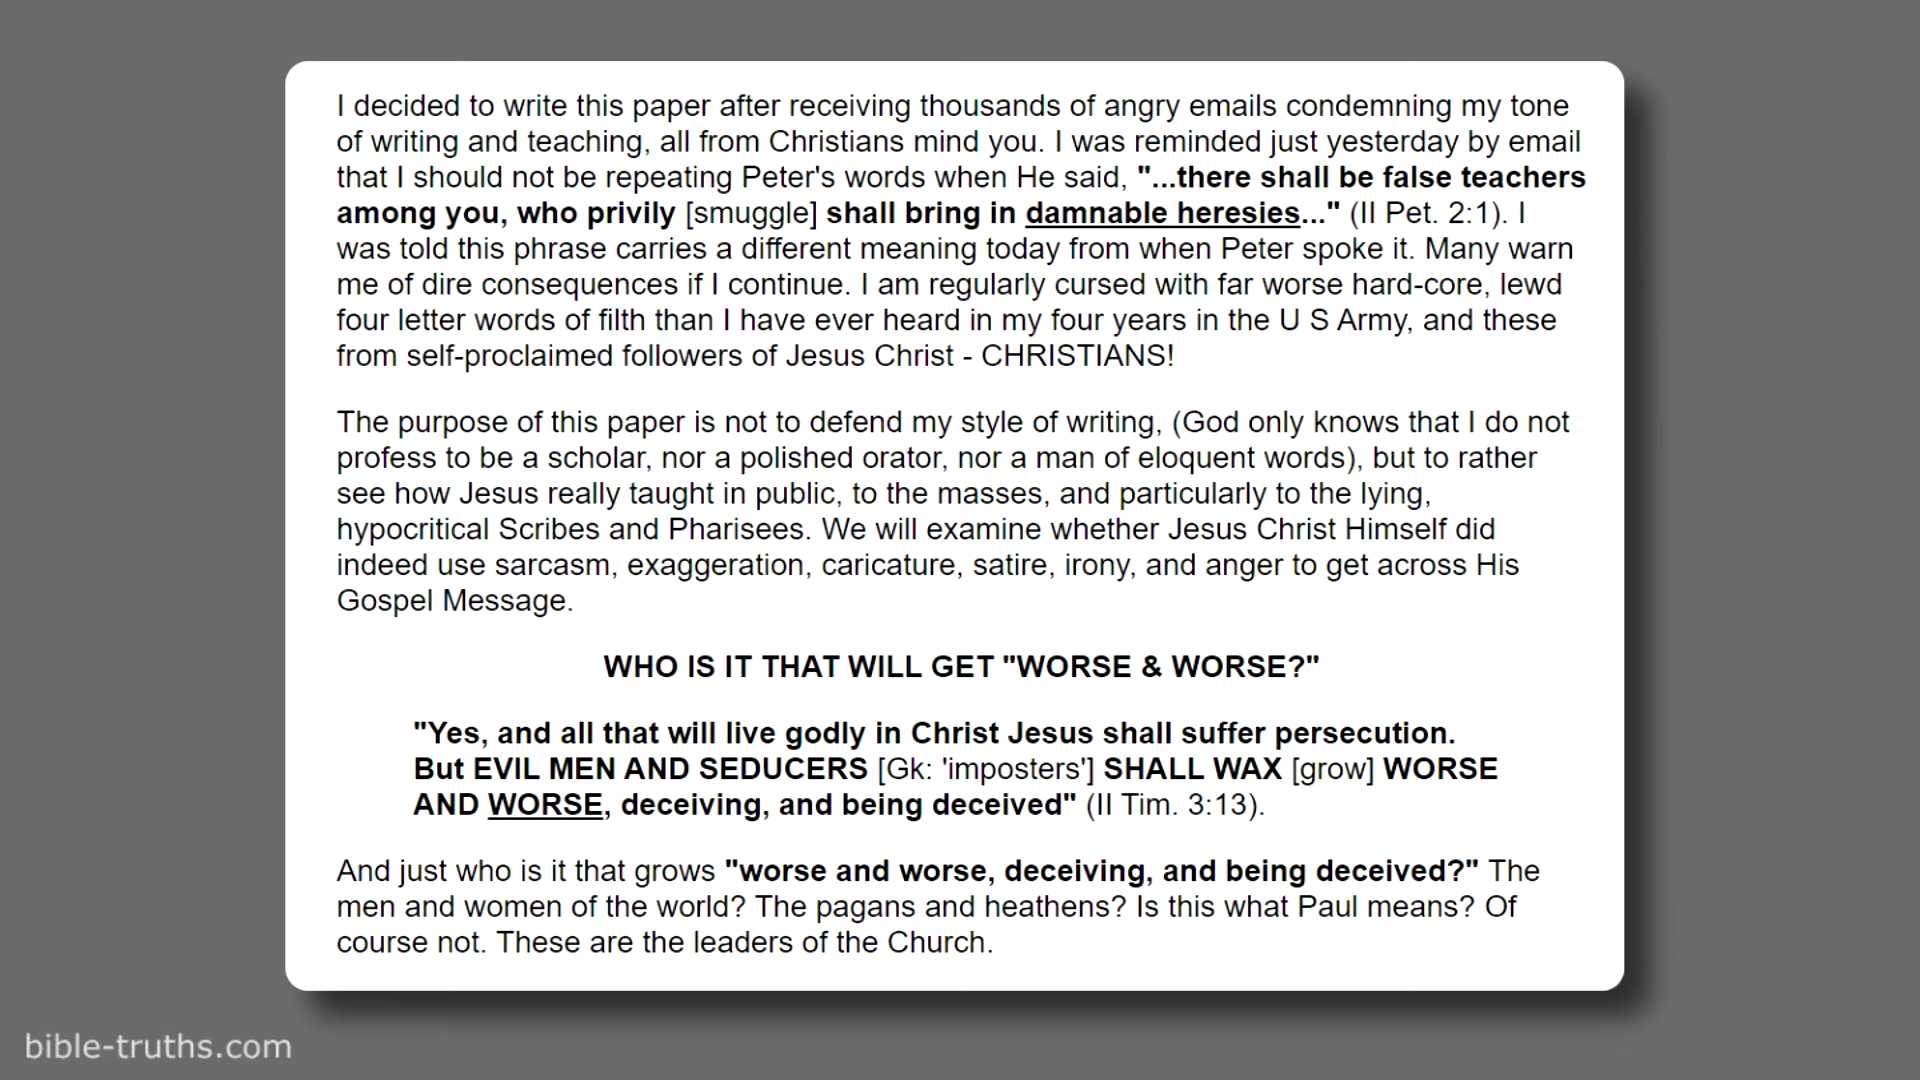 I decided to write this paper after receiving thousands of angry emails condemning my tone
of writing and teaching, all from Christians mind you. I was reminded just yesterday by email
that I should not be repeating Peter's words when He said, "...there shall be false teachers
among you, who privily [smuggle] shall bring in damnable heresies..." (II Pet. 2:1). I
was told this phrase carries a different meaning today from when Peter spoke it. Many warn
me of dire consequences if I continue. I am regularly cursed with far worse hard-core, lewd
four letter words of filth than I have ever heard in my four years in the U S Army, and these
from self-proclaimed followers of Jesus Christ - CHRISTIANS!
The purpose of this paper is not to defend my style of writing, (God only knows that I do not
profess to be a scholar, nor a polished orator, nor a man of eloquent words), but to rather
see how Jesus really taught in public, to the masses, and particularly to the lying,
hypocritical Scribes and Pharisees. We will examine whether Jesus Christ Himself did
indeed use sarcasm, exaggeration, caricature, satire, irony, and anger to get across His
Gospel Message.
WHO IS IT THAT WILL GET "WORSE & WORSE?"
"Yes, and all that will live godly in Christ Jesus shall suffer persecution.
But EVIL MEN AND SEDUCERS [Gk: 'imposters'] SHALL WAX [grow] WORSE
AND WORSE, deceiving, and being deceived" (II Tim. 3:13).
And just who is it that grows "worse and worse, deceiving, and being deceived?" The
men and women of the world? The pagans and heathens? Is this what Paul means? Of
course not. These are the leaders of the Church.
bible-truths.com